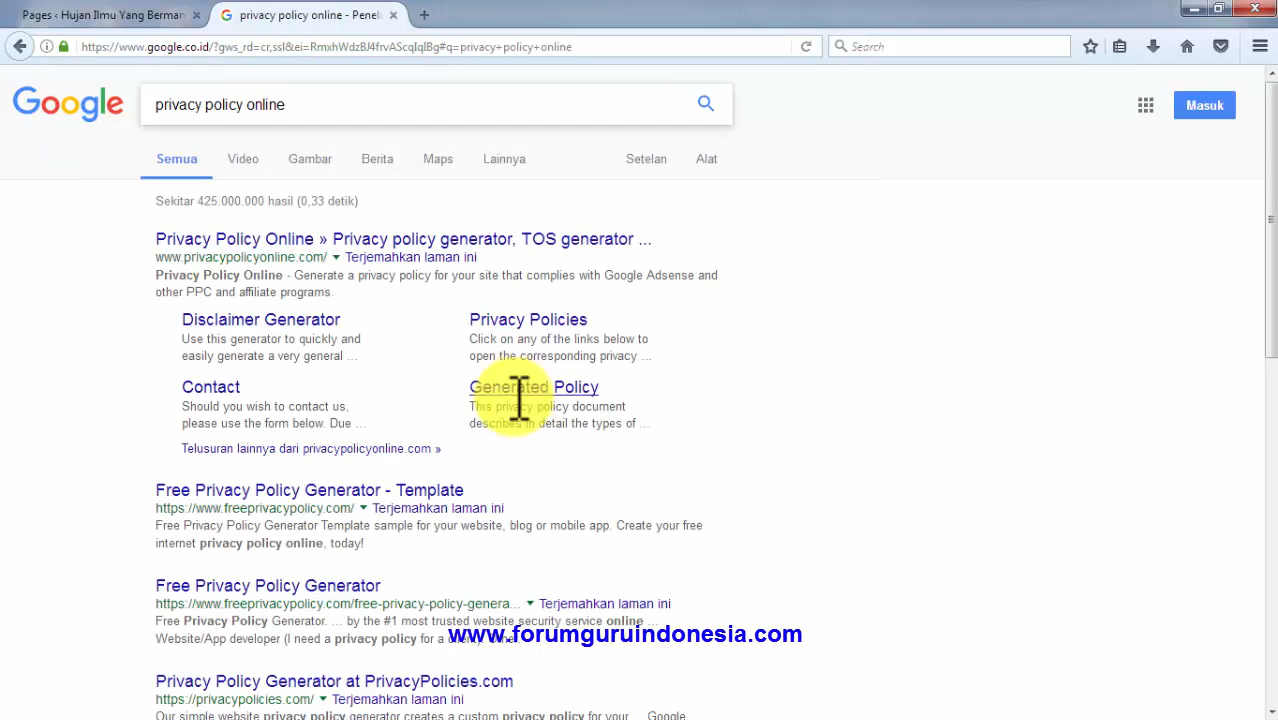 Pages ‹ Hujan Ilmu Yang Berman
privacy policy online - Penel
https://www.google.co.id/?gws_rd=cr,ssl&ei=RmxhWdzBJ4frvAScqIqIBg#q=privacy+policy+online
Search
Google
privacy policy online
Masuk
Semua Video Gambar Berita Maps Lainnya Setelan Alat
Sekitar 425.000.000 hasil (0,33 detik)
Privacy Policy Online » Privacy policy generator, TOS generator ...
www.privacypolicyonline.com/ Terjemahkan laman ini
Privacy Policy Online - Generate a privacy policy for your site that complies with Google Adsense and
other PPC and affiliate programs.
Disclaimer Generator
Use this generator to quickly and
easily generate a very general ...
Privacy Policies
Click on any of the links below to
open the corresponding privacy ...
Contact
Should you wish to contact us,
please use the form below. Due ...
Generated Policy
This privacy policy document
describes in detail the types of ...
Telusuran lainnya dari privacypolicyonline.com »
Free Privacy Policy Generator - Template
https://www.freeprivacypolicy.com/ Terjemahkan laman ini
Free Privacy Policy Generator Template sample for your website, blog or mobile app. Create your free
internet privacy policy online, today!
Free Privacy Policy Generator
https://www.freeprivacypolicy.com/free-privacy-policy-genera... Terjemahkan laman ini
Free Privacy Policy Generator. ... by the #1 most trusted website security service online ...
Website/App developer (I need a privacy policy for a
www.forumguruindonesia.com
Privacy Policy Generator at PrivacyPolicies.com
https://privacypolicies.com/ Terjemahkan laman ini
Our simple website privacy policy generator creates a custom privacy policy for your ... Google